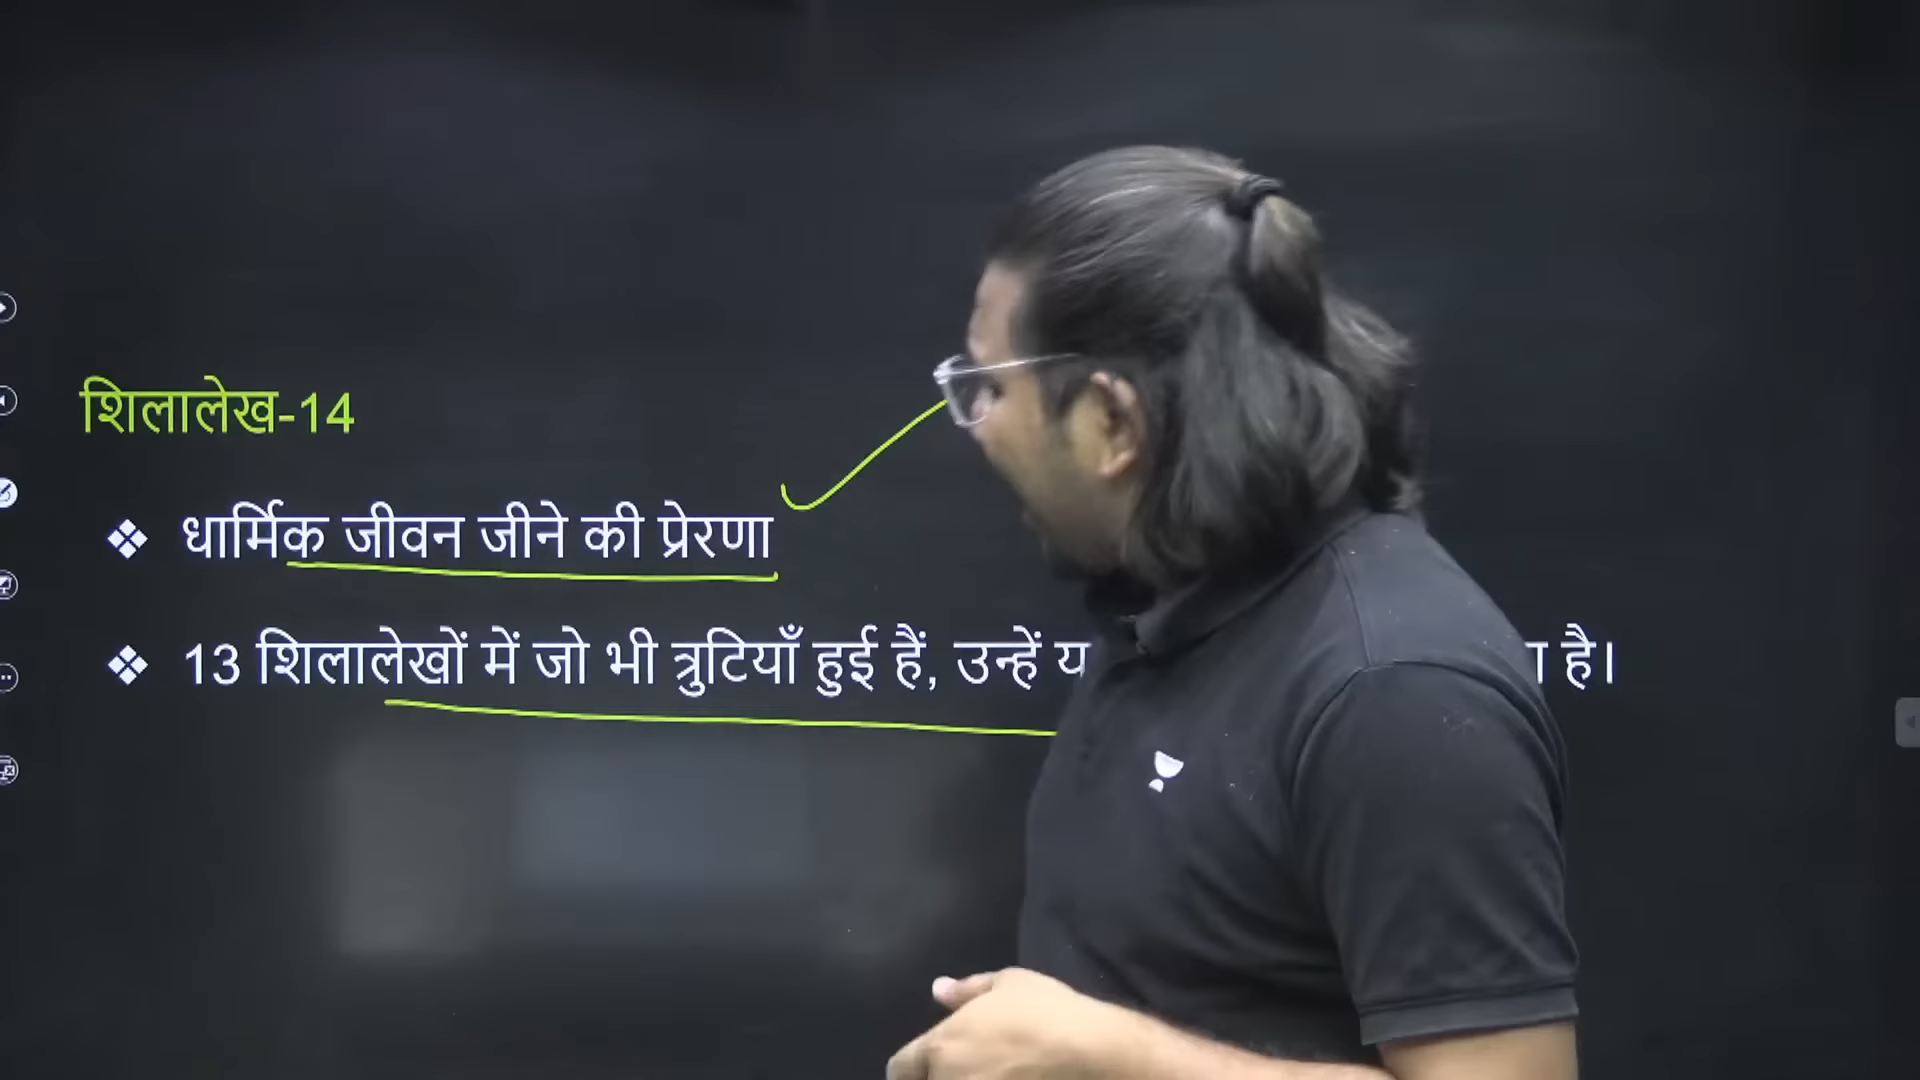 शिलालेख-14
❖ धार्मिक जीवन जीने की प्रेरणा
❖ 13 शिलालेखों में जो भी त्रुटियाँ हुई हैं, उन्हें है।